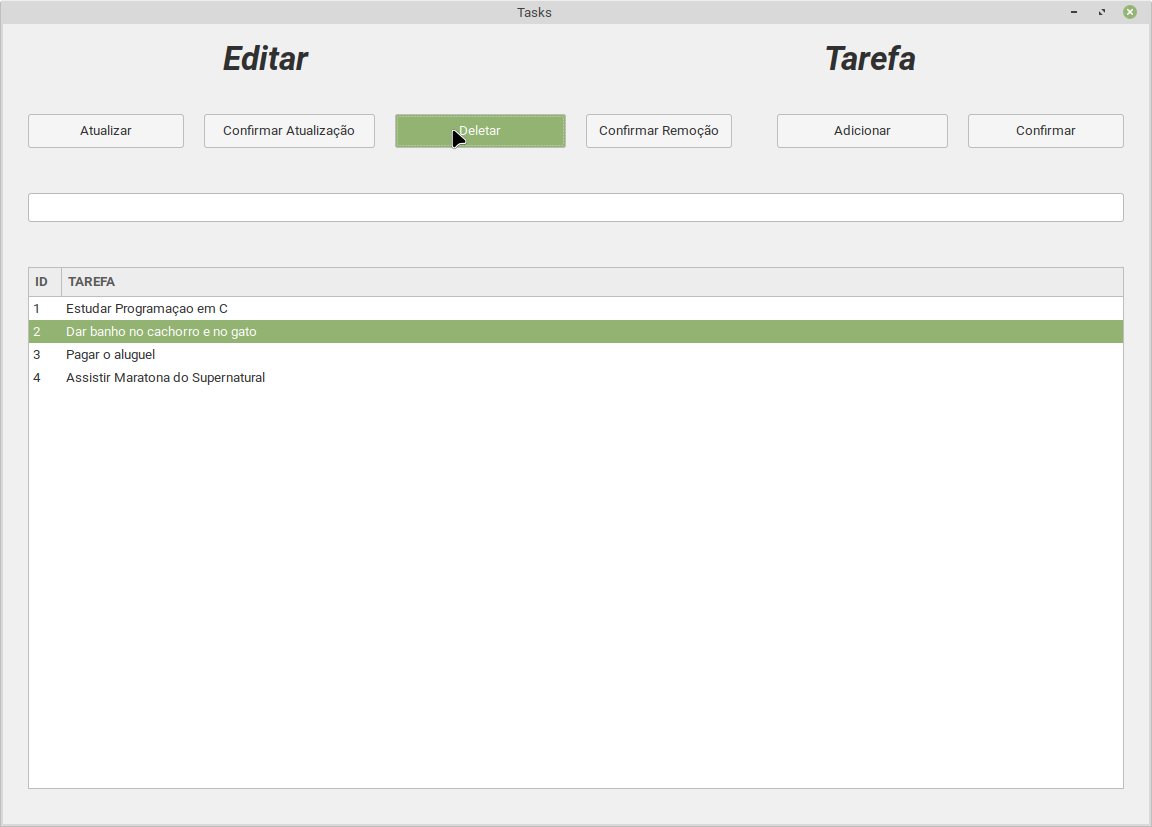 Tasks
Editar
Tarefa
Atualizar
Confirmar Atualização
Deletar
Confirmar Remoção
Adicionar
Confirmar
ID TAREFA
1 Estudar Programaçao em C
2 Dar banho no cachorro e no gato
3 Pagar o aluguel
4 Assistir Maratona do Supernatural